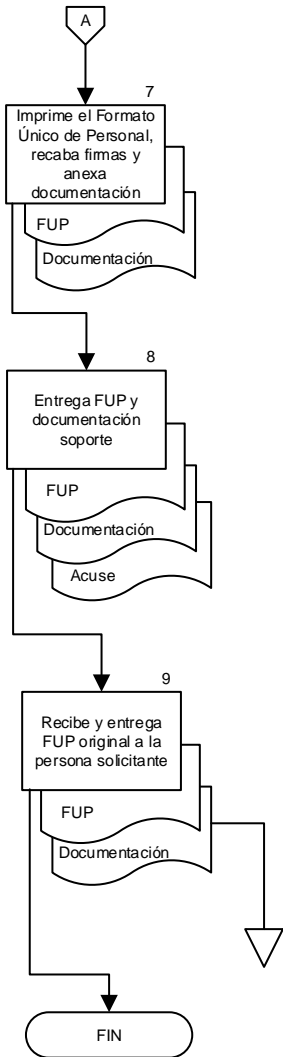 A
7
Imprime el Formato
Único de Personal,
recaba firmas y
anexa
documentación
FUP
Documentación
8
Entrega FUP y
documentación
soporte
FUP
Documentación
Acuse
9
Recibe y entrega
FUP original a la
persona solicitante
FUP
Documentación
FIN